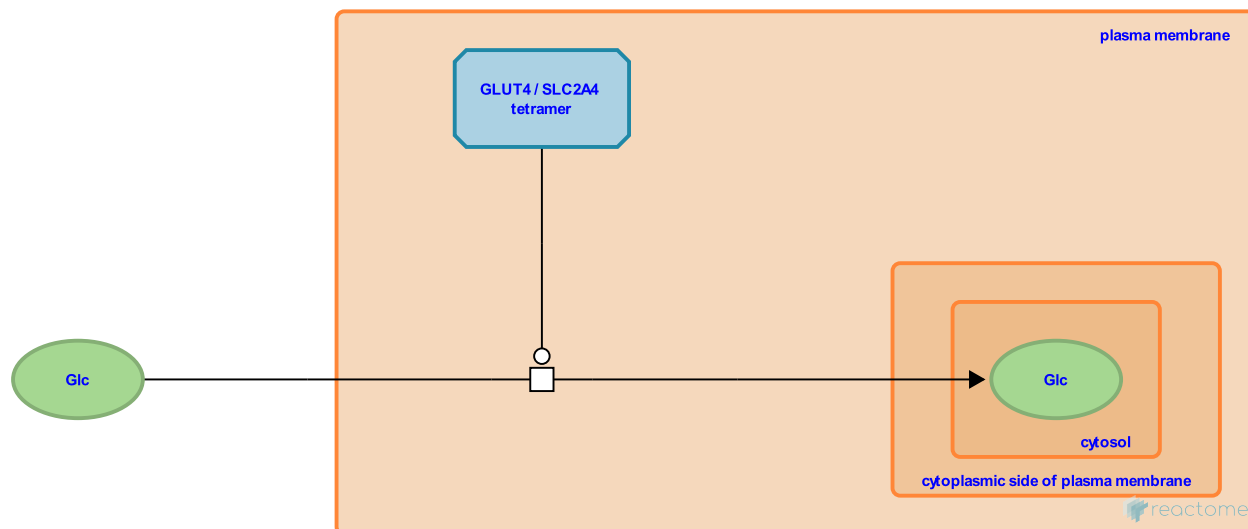 plasma membrane
GLUT4 / SLC2A4
tetramer
Glc
Glc
cytosol
cytoplasmic side of plasma membrane
reactome